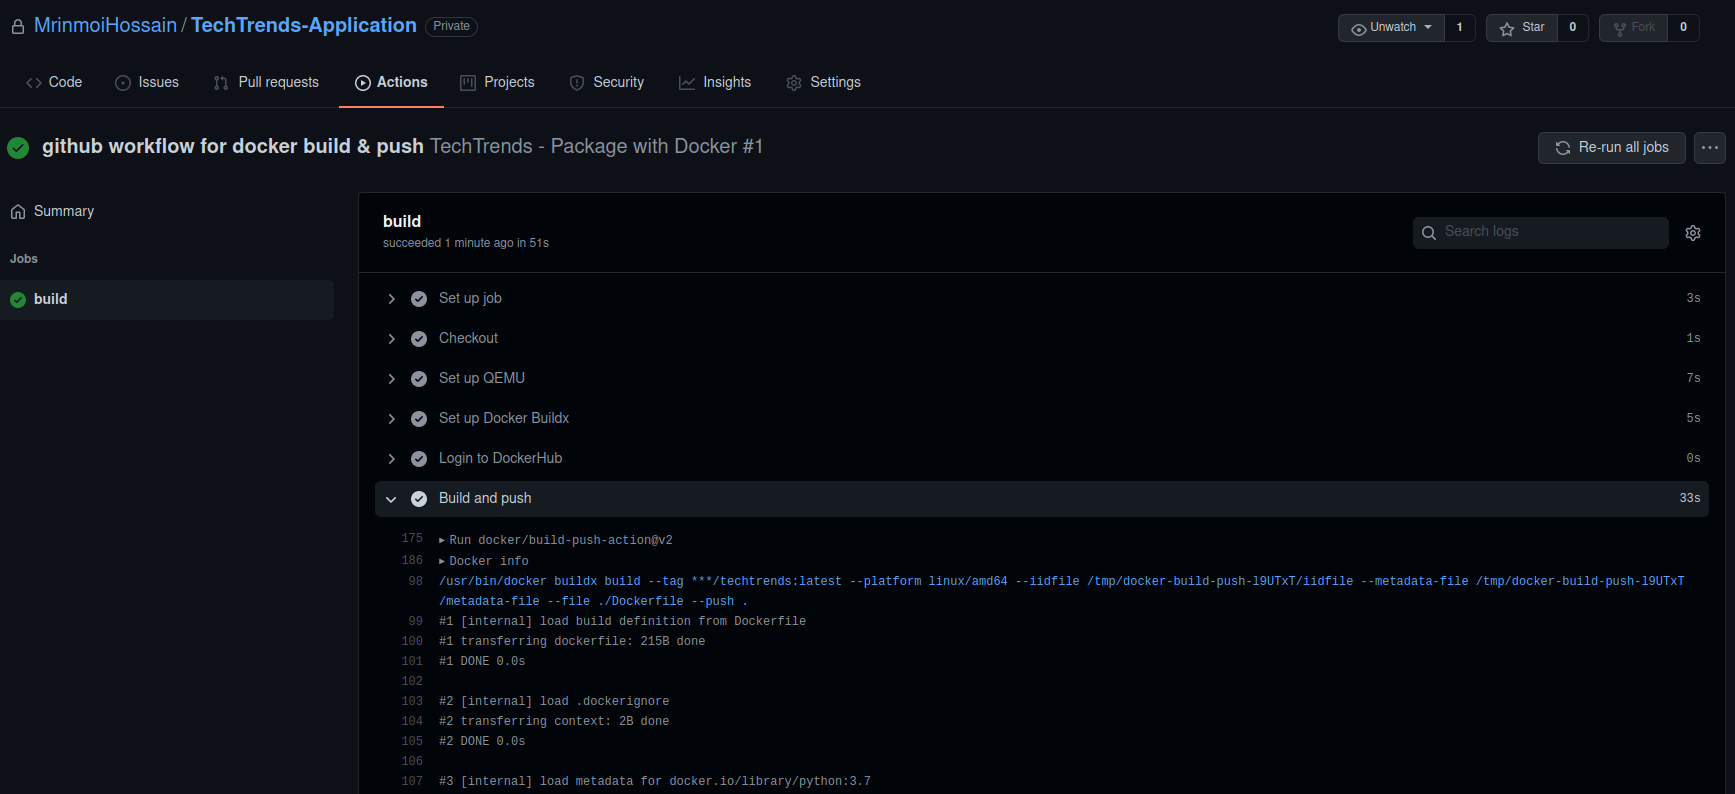 MrinmoiHossain / TechTrends-Application Private Unwatch 1 Star 0 Fork 0
Code Issues Pull requests Actions Projects Security Insights Settings
github workflow for docker build & push TechTrends - Package with Docker #1 Re-run all jobs
Summary
Jobs
build
build
succeeded 1 minute ago in 51s
Search logs
Set up job 3s
Checkout 1s
Set up QEMU 7s
Set up Docker Buildx 5s
Login to DockerHub 0s
Build and push 33s
175 ▸ Run docker/build-push-action@v2
186 ▸ Docker info
98 /usr/bin/docker buildx build --tag ***/techtrends:latest --platform linux/amd64 --iidfile /tmp/docker-build-push-l9UTxT/iidfile --metadata-file /tmp/docker-build-push-l9UTxT
/metadata-file --file ./Dockerfile --push .
99 #1 [internal] load build definition from Dockerfile
100 #1 transferring dockerfile: 215B done
101 #1 DONE 0.0s
102
103 #2 [internal] load .dockerignore
104 #2 transferring context: 2B done
105 #2 DONE 0.0s
106
107 #3 [internal] load metadata for docker.io/library/python:3.7